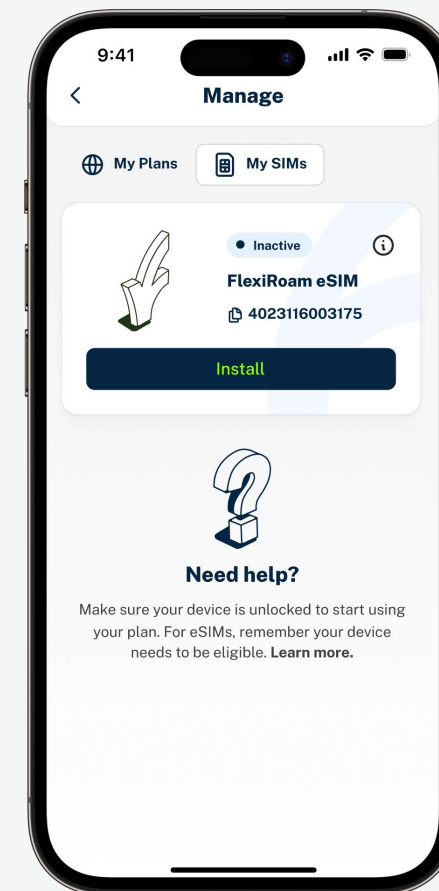 9:41
Manage
My Plans
My SIMs
Inactive
FlexiRoam eSIM
4023116003175
Install
Need help?
Make sure your device is unlocked to start using
your plan. For eSIMs, remember your device
needs to be eligible. Learn more.